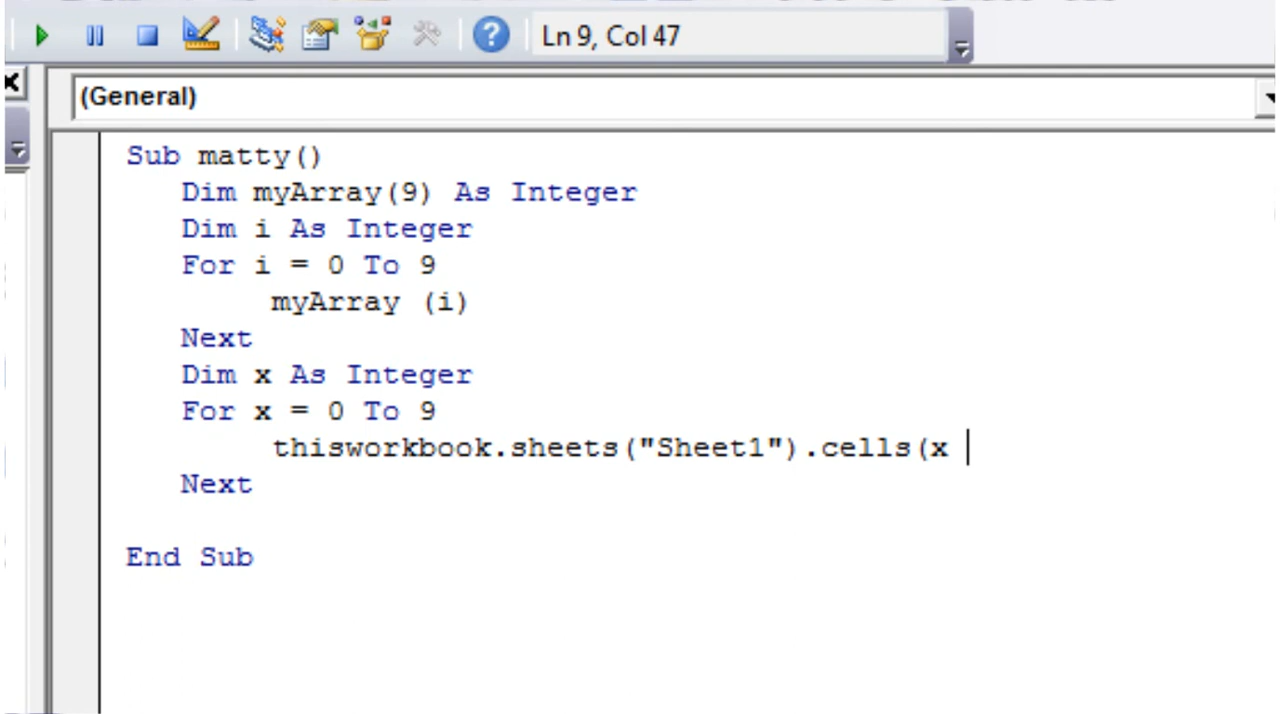 Ln 9, Col 47
(General)
Sub matty()
Dim myArray(9) As Integer
Dim i As Integer
For i = 0 To 9
myArray (i)
Next
Dim x As Integer
For x = 0 To 9
thisworkbook.sheets("Sheet1").cells(x
Next
End Sub